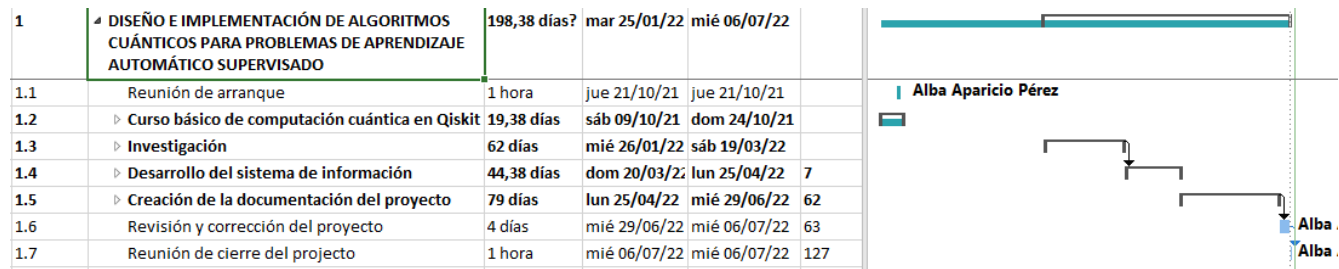 1 DISEÑO E IMPLEMENTACIÓN DE ALGORITMOS 198,38 días? mar 25/01/22 mié 06/07/22
CUÁNTICOS PARA PROBLEMAS DE APRENDIZAJE
AUTOMÁTICO SUPERVISADO
1.1 Reunión de arranque 1 hora jue 21/10/21 jue 21/10/21 Alba Aparicio Pérez
1.2 Curso básico de computación cuántica en Qiskit 19,38 días sáb 09/10/21 dom 24/10/21
1.3 Investigación 62 días mié 26/01/22 sáb 19/03/22
1.4 Desarrollo del sistema de información 44,38 días dom 20/03/22 lun 25/04/22 7
1.5 Creación de la documentación del proyecto 79 días lun 25/04/22 mié 29/06/22 62
1.6 Revisión y corrección del proyecto 4 días mié 29/06/22 mié 06/07/22 63 Alba
1.7 Reunión de cierre del projecto 1 hora mié 06/07/22 mié 06/07/22 127 Alba